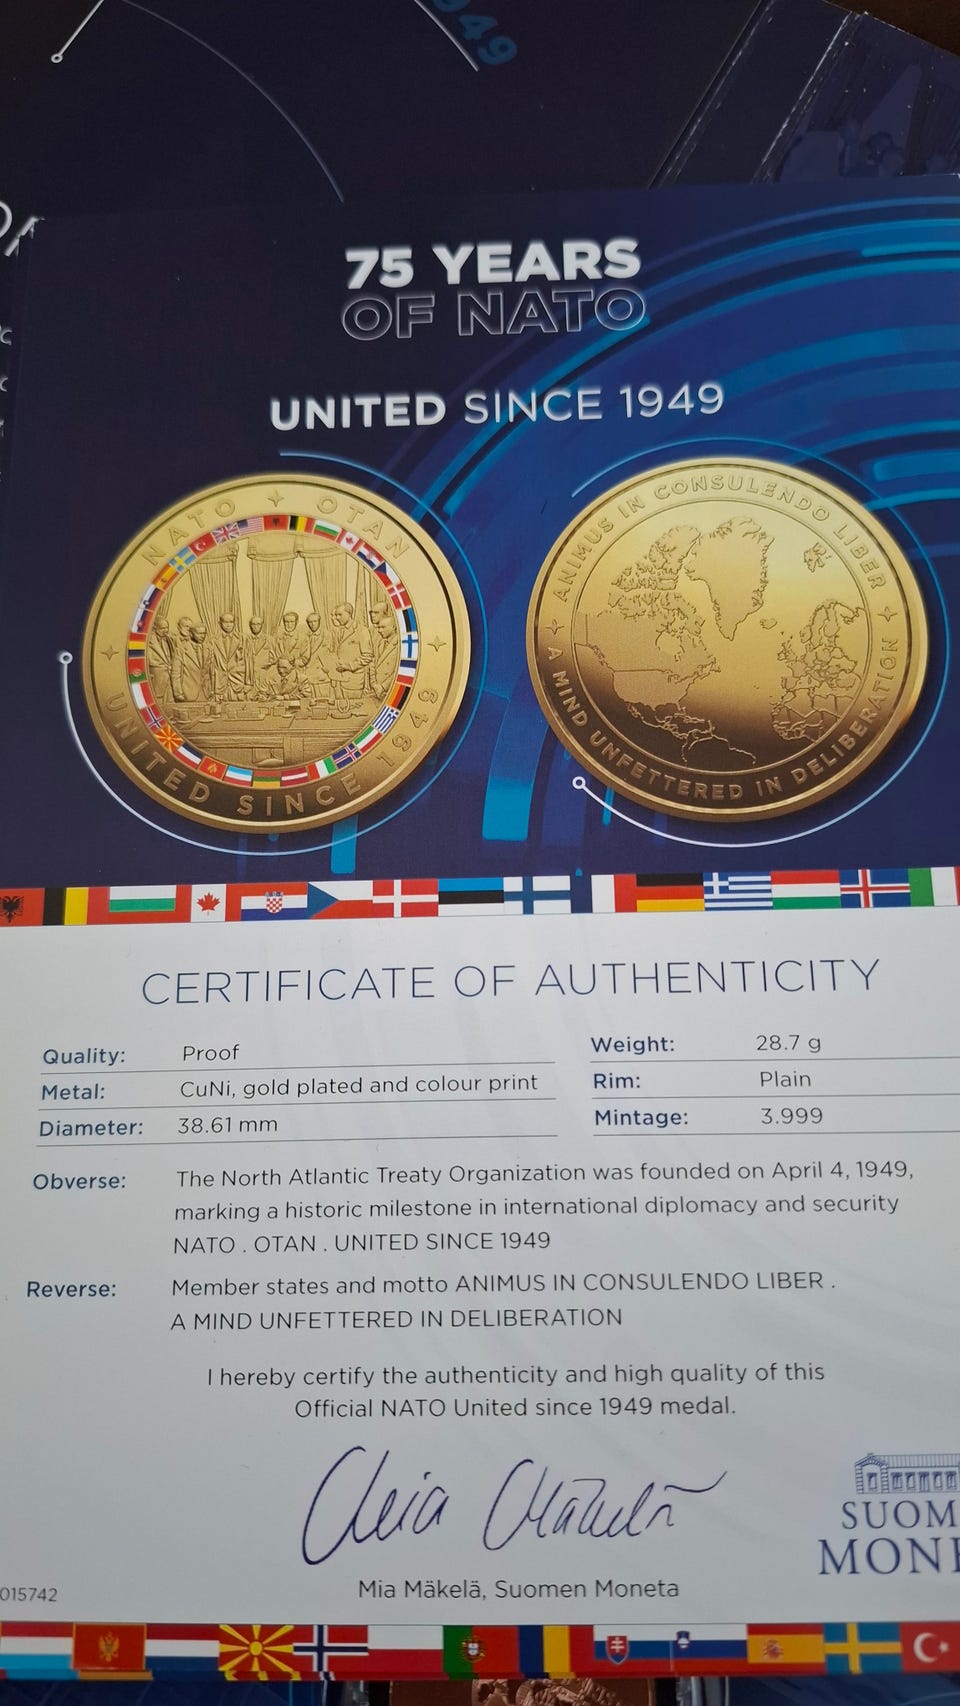 949
75 YEARS
OF NATO
UNITED SINCE 1949
NATO OTAN
UNITED SINCE 1949
ANIMUS IN CONSULENDO LIBER
A MIND UNFETTERED IN DELIBERATION
CERTIFICATE OF AUTHENTICITY
Quality: Proof
Metal: CuNi, gold plated and colour print
Diameter: 38.61 mm
Weight: 28.7 g
Rim: Plain
Mintage: 3.999
Obverse: The North Atlantic Treaty Organization was founded on April 4, 1949,
marking a historic milestone in international diplomacy and security
NATO . OTAN . UNITED SINCE 1949
Reverse: Member states and motto ANIMUS IN CONSULENDO LIBER .
A MIND UNFETTERED IN DELIBERATION
I hereby certify the authenticity and high quality of this
Official NATO United since 1949 medal.
Mia Mäkelä
SUOM
MONE
Mia Mäkelä, Suomen Moneta
015742